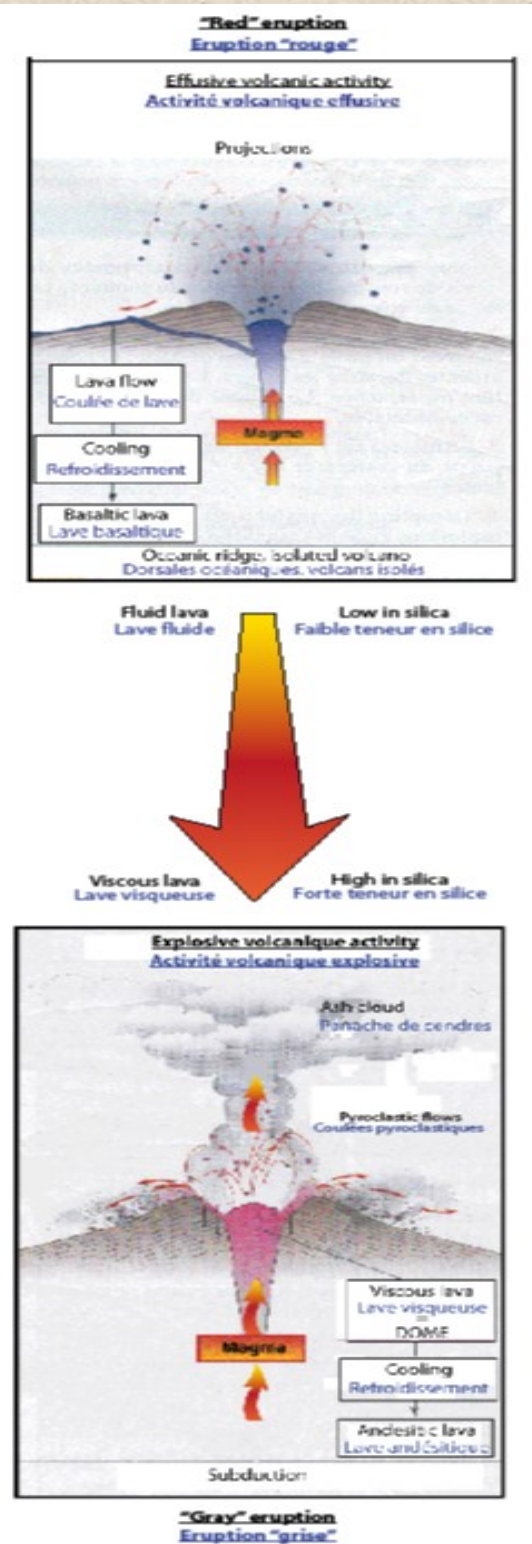 "Red" eruption
Eruption "rouge"
Effusive volcanic activity
Activité volcanique effusive
Projections
Lava flow
Coulée de lave
Cooling
Refroidissement
Basaltic lava
Lave basaltique
Magma
Oceanic ridge, isolated volcano
Dorsales océaniques, volcans isolés
Fluid lava
Lave fluide
Low in silica
Faible teneur en silice
Viscous lava
Lave visqueuse
High in silica
Forte teneur en silice
Explosive volcanique activity
Activité volcanique explosive
Ash cloud
Panache de cendres
Pyroclastic flows
Coulées pyroclastiques
Magma
Viscous lava
Lave visqueuse
=
DOME
Cooling
Refroidissement
Andesitic lava
Lave andésitique
Subduction
"Gray" eruption
Eruption "grise"